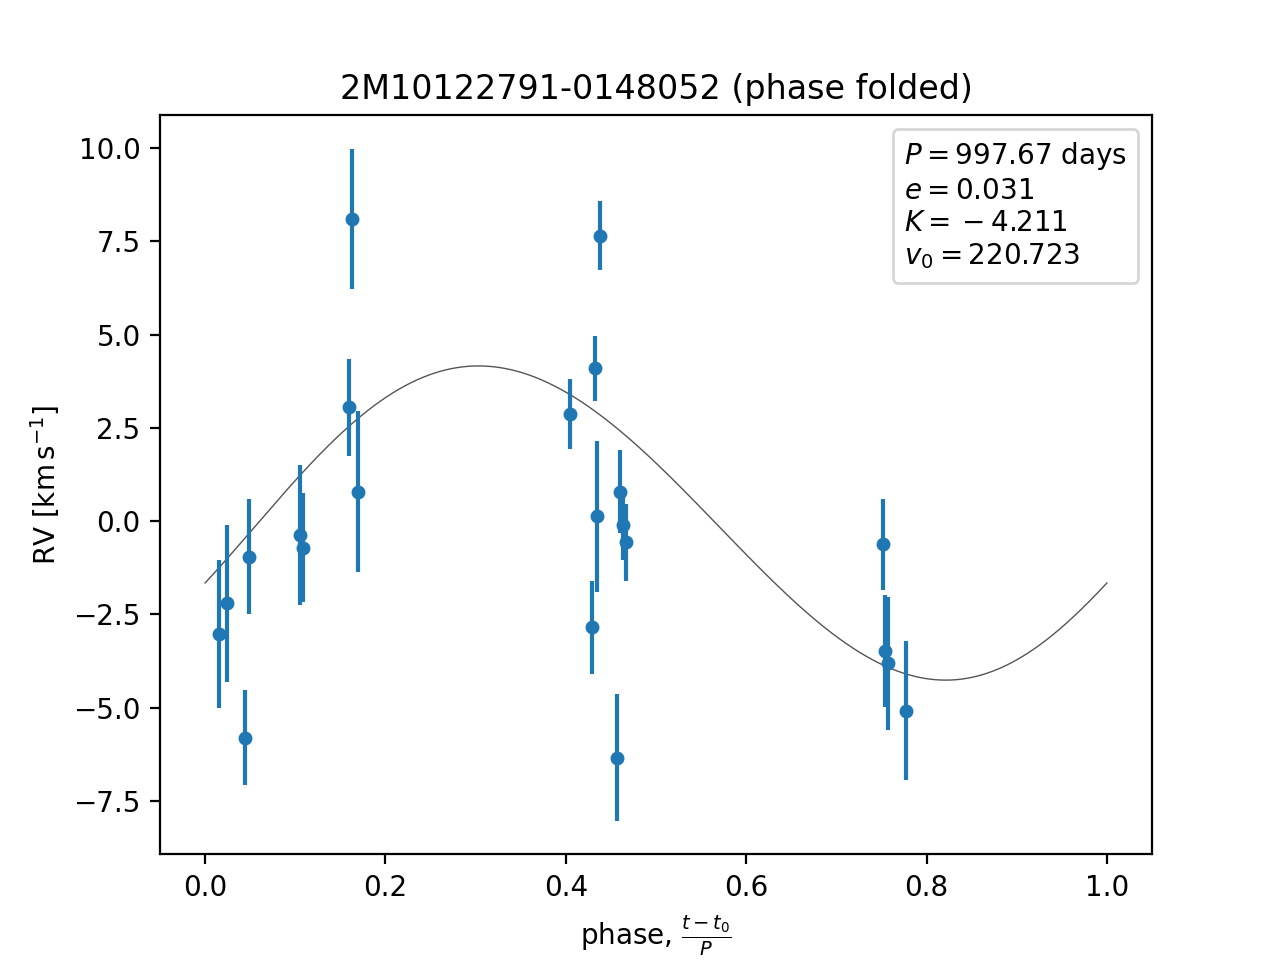 2M10122791-0148052 (phase folded)
P = 997.67 days
e = 0.031
K = −4.211
v₀ = 220.723
10.0
7.5
5.0
2.5
0.0
−2.5
−5.0
−7.5
RV [km s⁻¹]
0.0 0.2 0.4 0.6 0.8 1.0
phase, (t − t₀)/P